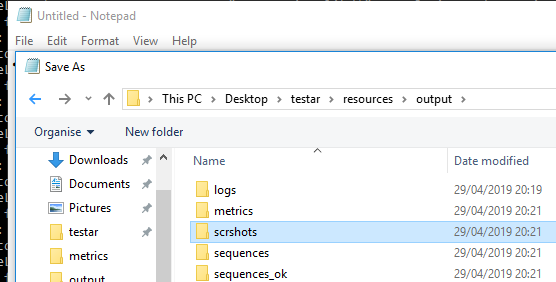 Untitled - Notepad
File Edit Format View Help
Save As
This PC > Desktop > testar > resources > output >
Organise New folder
Name Date modified
Downloads
Documents
Pictures
testar
metrics
output
logs 29/04/2019 20:19
metrics 29/04/2019 20:21
scrshots 29/04/2019 20:21
sequences 29/04/2019 20:21
sequences_ok 29/04/2019 20:21